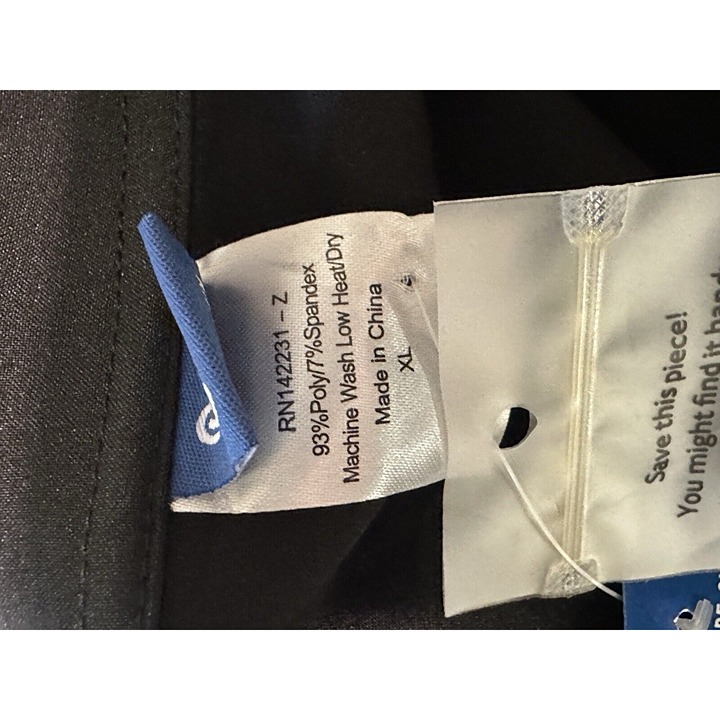 RN142231 – Z
93%Poly/7%Spandex
Machine Wash Low Heat/Dry
Made in China
XL
Save this piece!
You might find it